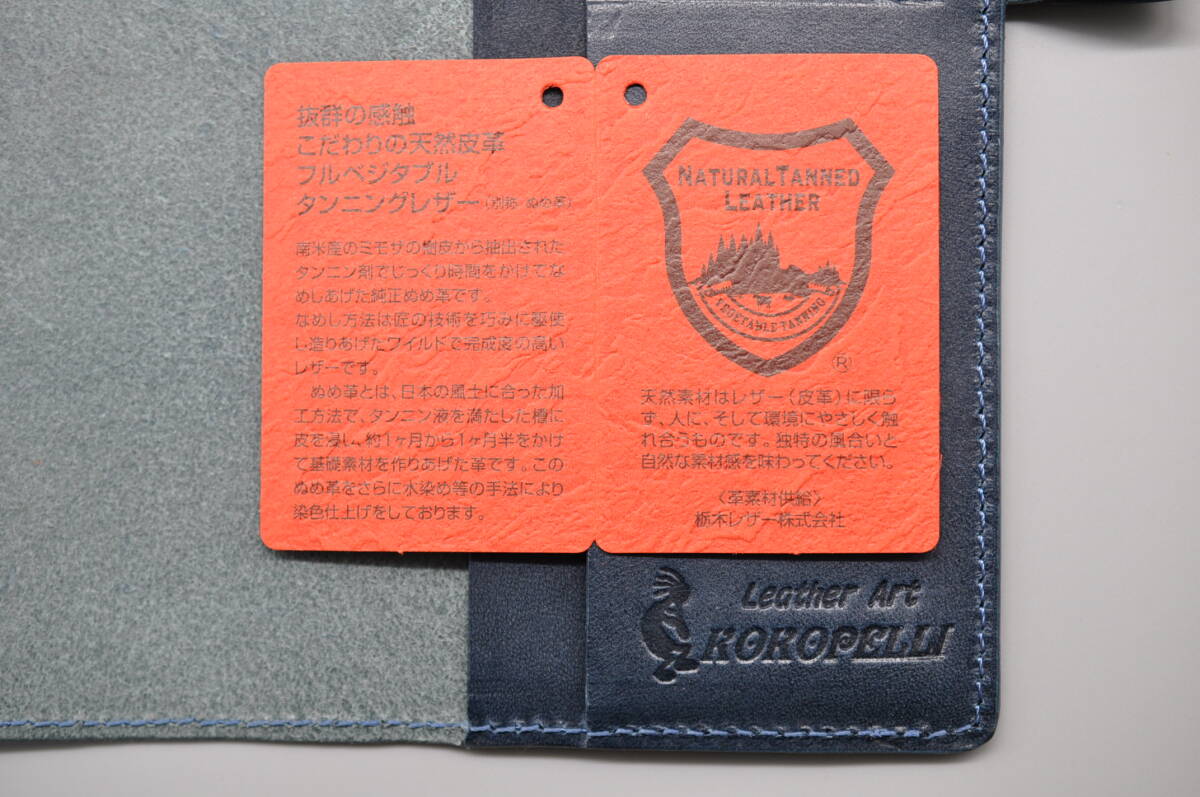 抜群の感触
こだわりの天然皮革
フルベジタブル
タンニングレザー(別称・ぬめ革)
南米産のミモザの樹皮から抽出された
タンニン剤でじっくり時間をかけてな
めしあげた純正ぬめ革です。
なめし方法は匠の技術を巧みに駆使
し造りあげたワイルドで完成度の高い
レザーです。
ぬめ革とは、日本の風土に合った加
工方法で、タンニン液を満たした樽に
皮を浸し、約1ヶ月から1ヶ月半をかけ
て基礎素材を作りあげた革です。この
ぬめ革をさらに水染め等の手法により
染色仕上げをしております。
NATURAL TANNED
LEATHER
VEGETABLE TANNING
®
天然素材はレザー(皮革)に限ら
ず、人に、そして環境にやさしく触
れ合うものです。独特の風合いと
自然な素材感を味わってください。
〈革素材供給〉
栃木レザー株式会社
Leather Art
KOKOPELLI